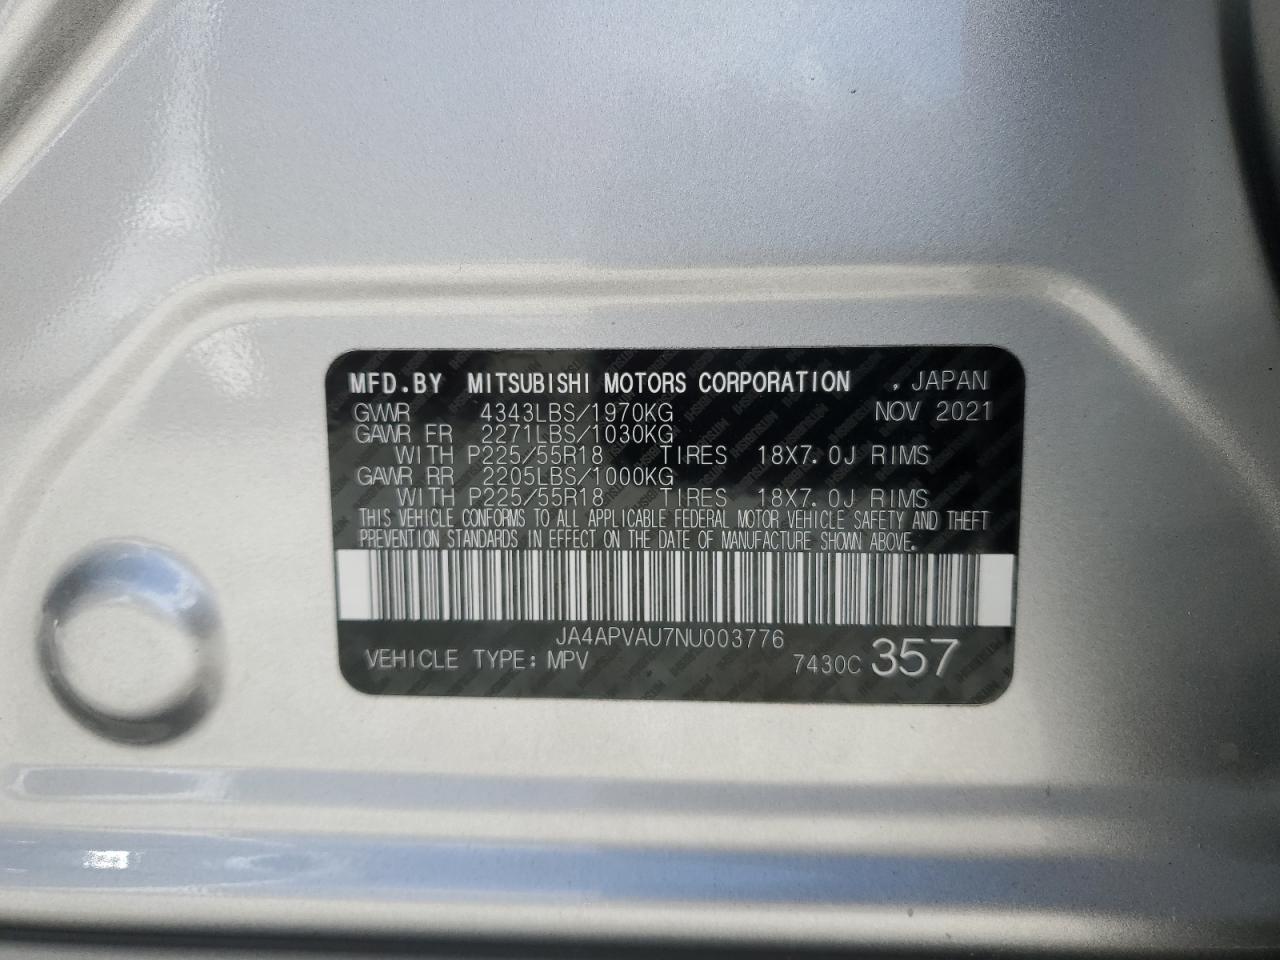 MFD.BY MITSUBISHI MOTORS CORPORATION , JAPAN
GVWR 4343LBS/1970KG NOV 2021
GAWR FR 2271LBS/1030KG
WITH P225/55R18 TIRES 18X7.0J RIMS
GAWR RR 2205LBS/1000KG
WITH P225/55R18 TIRES 18X7.0J RIMS
THIS VEHICLE CONFORMS TO ALL APPLICABLE FEDERAL MOTOR VEHICLE SAFETY AND THEFT
PREVENTION STANDARDS IN EFFECT ON THE DATE OF MANUFACTURE SHOWN ABOVE.
JA4APVAU7NU003776
VEHICLE TYPE: MPV 7430C 357